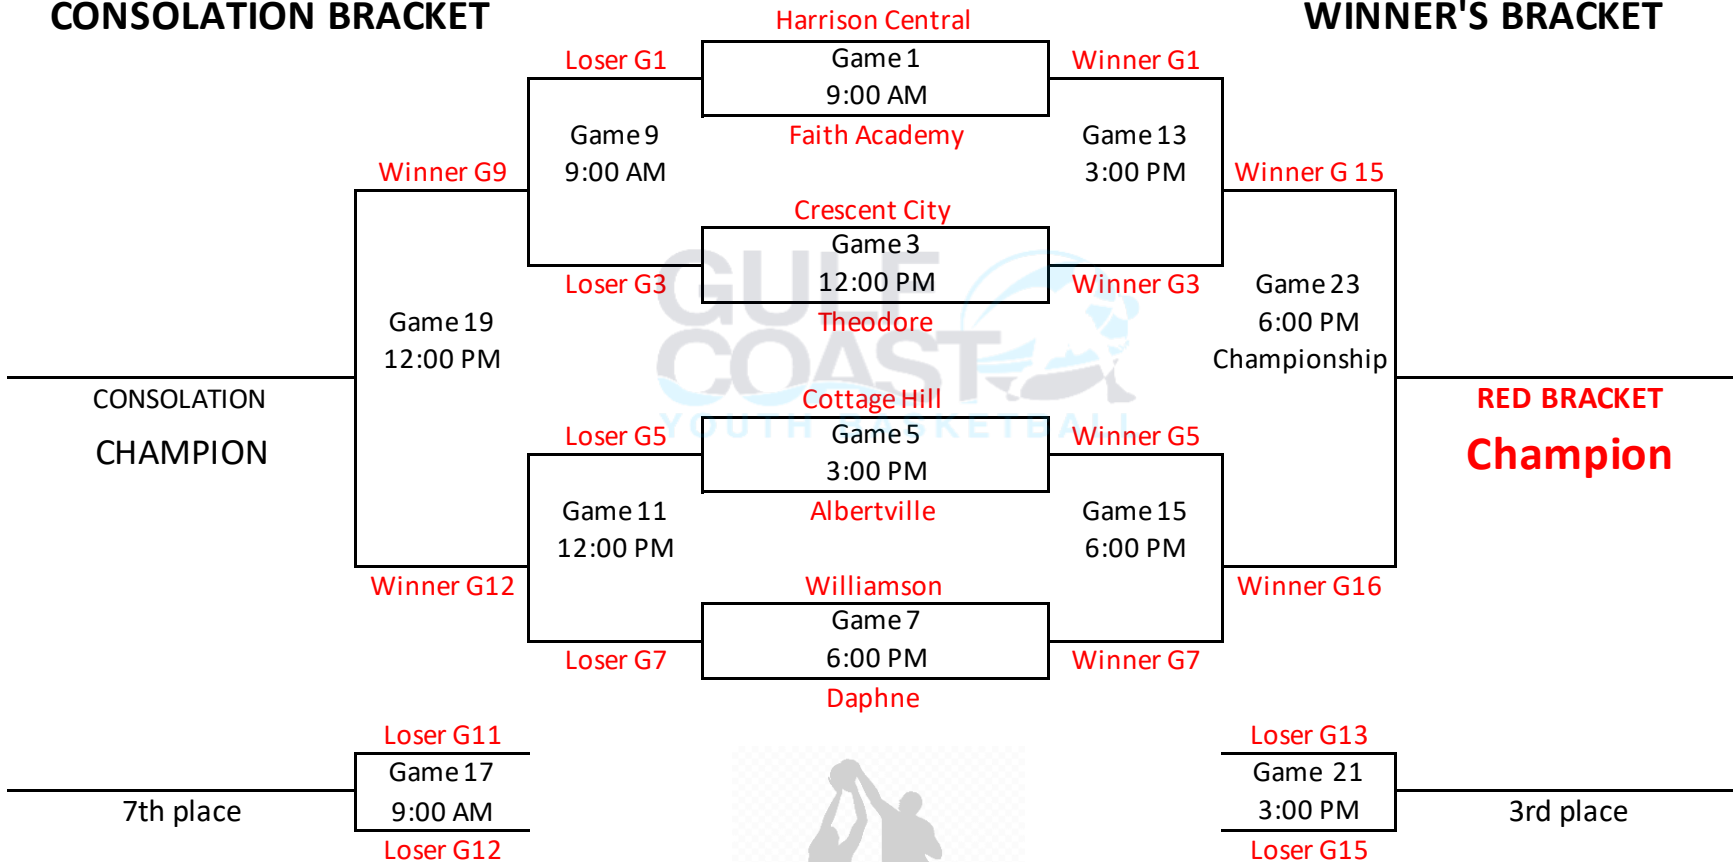 CONSOLATION BRACKET
WINNER'S BRACKET
Harrison Central
Loser G1
Game 1
Winner G1
9:00 AM
Game 9
Faith Academy
Game 13
Winner G9
9:00 AM
3:00 PM
Winner G 15
Crescent City
Game 3
Loser G3
12:00 PM
Winner G3
Game 23
Game 19
Theodore
6:00 PM
12:00 PM
Championship
GULF
COAST
YOUTH BASKETBALL
CONSOLATION
Cottage Hill
RED BRACKET
CHAMPION
Loser G5
Game 5
Winner G5
Champion
3:00 PM
Game 11
Albertville
Game 15
12:00 PM
6:00 PM
Winner G12
Williamson
Winner G16
Game 7
Loser G7
6:00 PM
Winner G7
Daphne
Loser G11
Loser G13
Game 17
Game 21
7th place
9:00 AM
3:00 PM
3rd place
Loser G12
Loser G15